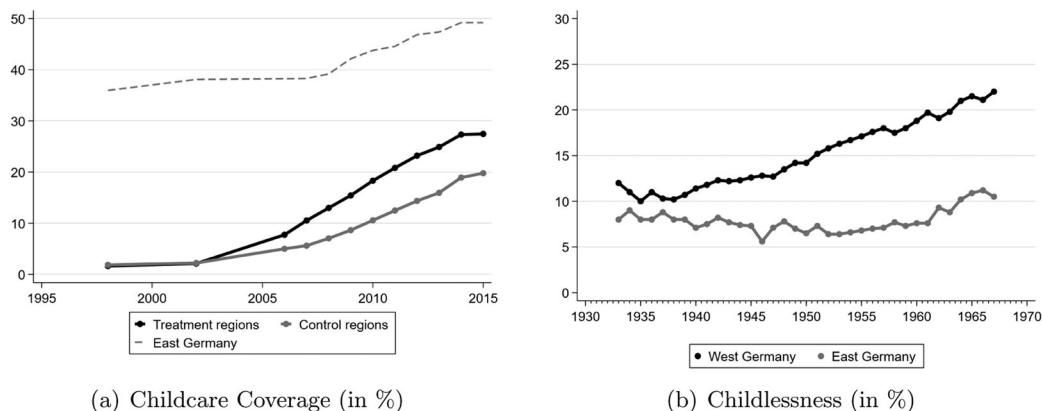 50
40
30
20
10
0
1995 2000 2005 2010 2015
Treatment regions Control regions
East Germany
(a) Childcare Coverage (in %)
30
25
20
15
10
5
0
1930 1935 1940 1945 1950 1955 1960 1965 1970
West Germany East Germany
(b) Childlessness (in %)